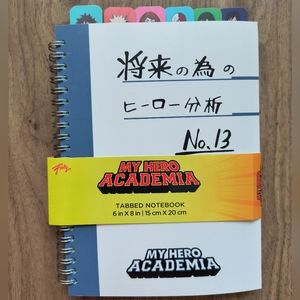 将来の為の
ヒーロー分析
No.13
MY HERO
ACADEMIA
TABBED NOTEBOOK
6 in X 8 in | 15 cm X 20 cm
MY HERO
ACADEMIA